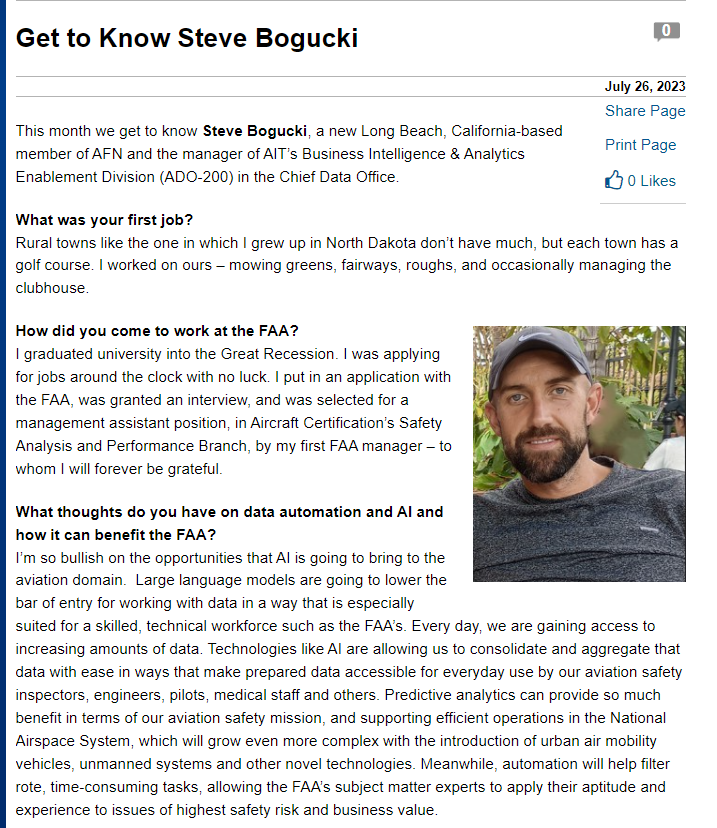 Get to Know Steve Bogucki
0
July 26, 2023
Share Page
Print Page
0 Likes
This month we get to know Steve Bogucki, a new Long Beach, California-based
member of AFN and the manager of AIT’s Business Intelligence & Analytics
Enablement Division (ADO-200) in the Chief Data Office.
What was your first job?
Rural towns like the one in which I grew up in North Dakota don’t have much, but each town has a
golf course. I worked on ours – mowing greens, fairways, roughs, and occasionally managing the
clubhouse.
How did you come to work at the FAA?
I graduated university into the Great Recession. I was applying
for jobs around the clock with no luck. I put in an application with
the FAA, was granted an interview, and was selected for a
management assistant position, in Aircraft Certification’s Safety
Analysis and Performance Branch, by my first FAA manager – to
whom I will forever be grateful.
What thoughts do you have on data automation and AI and
how it can benefit the FAA?
I’m so bullish on the opportunities that AI is going to bring to the
aviation domain.  Large language models are going to lower the
bar of entry for working with data in a way that is especially
suited for a skilled, technical workforce such as the FAA’s. Every day, we are gaining access to
increasing amounts of data. Technologies like AI are allowing us to consolidate and aggregate that
data with ease in ways that make prepared data accessible for everyday use by our aviation safety
inspectors, engineers, pilots, medical staff and others. Predictive analytics can provide so much
benefit in terms of our aviation safety mission, and supporting efficient operations in the National
Airspace System, which will grow even more complex with the introduction of urban air mobility
vehicles, unmanned systems and other novel technologies. Meanwhile, automation will help filter
rote, time-consuming tasks, allowing the FAA’s subject matter experts to apply their aptitude and
experience to issues of highest safety risk and business value.